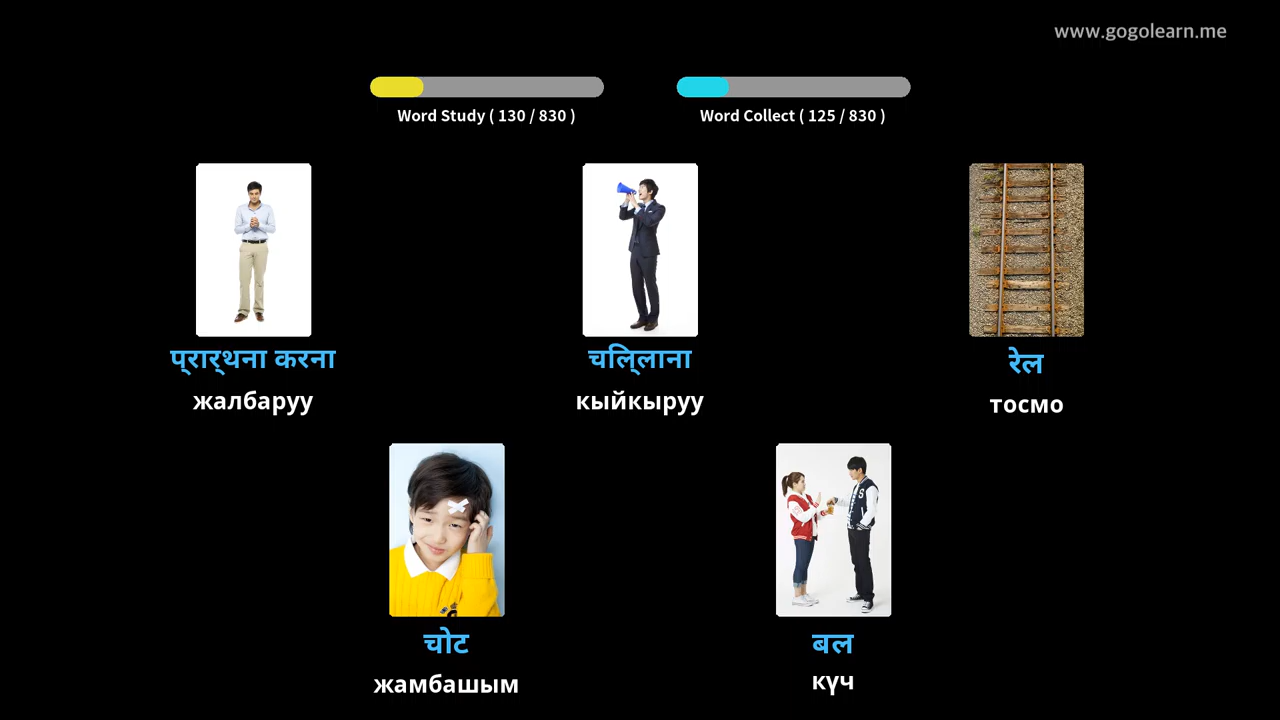 www.gogolearn.me
Word Study ( 130 / 830 )
Word Collect ( 125 / 830 )
प्रार्थना करना
жалбаруу
चिल्लाना
кыйкыруу
रेल
тосмо
चोट
жамбашым
बल
күч